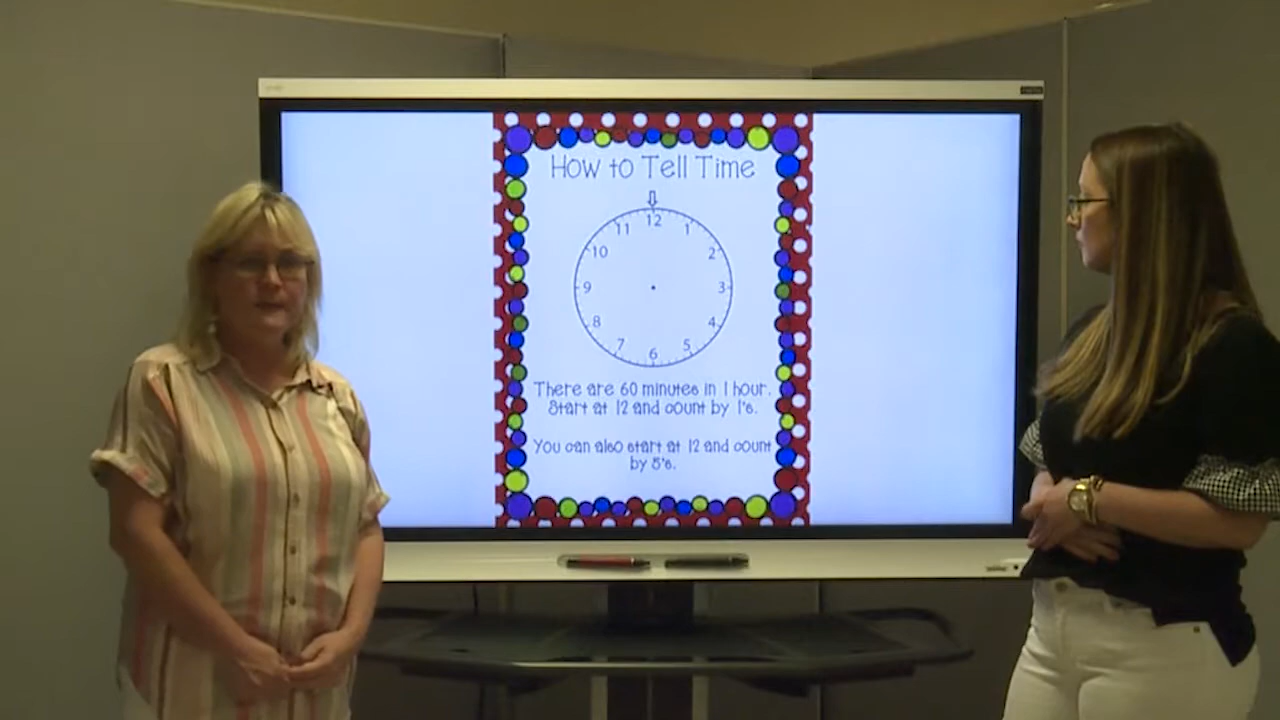 How to Tell Time
12
11
1
10
2
9
3
8
4
7
5
6
There are 60 minutes in 1 hour.
Start at 12 and count by 1's.
You can also start at 12 and count
by 5's.